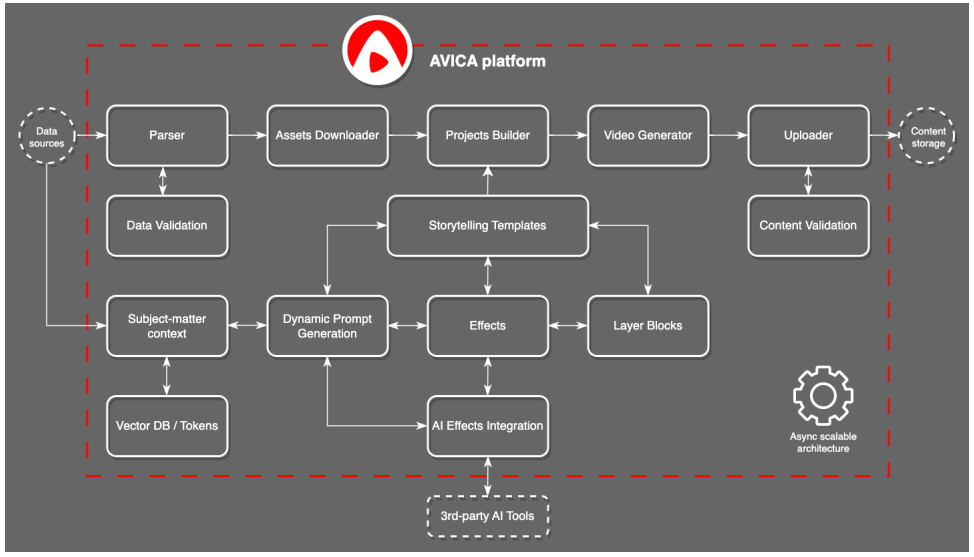 AVICA platform
Data
sources
Parser
Assets Downloader
Projects Builder
Video Generator
Uploader
Content
storage
Data Validation
Storytelling Templates
Content Validation
Subject-matter
context
Dynamic Prompt
Generation
Effects
Layer Blocks
Vector DB / Tokens
AI Effects Integration
Async scalable
architecture
3rd-party AI Tools